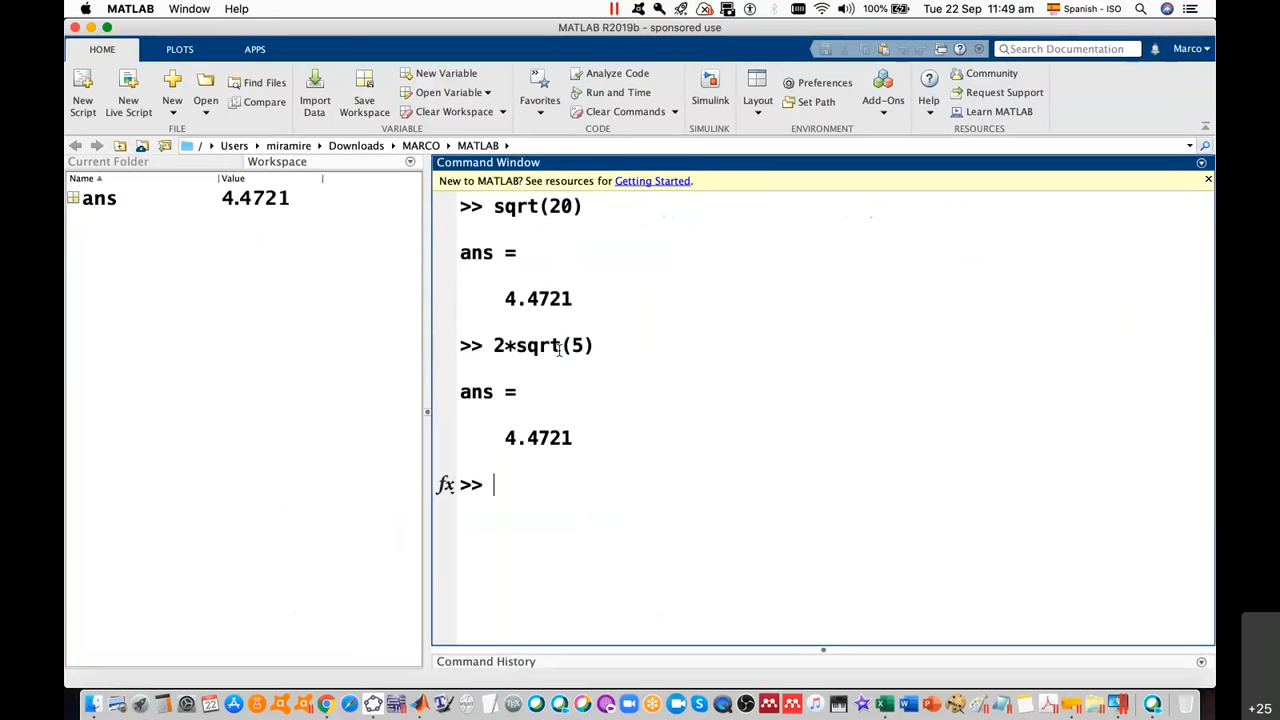 MATLAB Window Help 100% Tue 22 Sep 11:49 am Spanish - ISO
MATLAB R2019b - sponsored use
HOME PLOTS APPS Search Documentation Marco
New Script
New Live Script
New
Open
Find Files
Compare
FILE
Import Data
Save Workspace
New Variable
Open Variable
Clear Workspace
VARIABLE
Favorites
Analyze Code
Run and Time
Clear Commands
CODE
Simulink
SIMULINK
Layout
Preferences
Set Path
Add-Ons
ENVIRONMENT
Help
Community
Request Support
Learn MATLAB
RESOURCES
/ Users miramire Downloads MARCO MATLAB
Current Folder Workspace
Name Value
ans 4.4721
Command Window
New to MATLAB? See resources for Getting Started.
>> sqrt(20)
ans =
4.4721
>> 2*sqrt(5)
ans =
4.4721
fx >>
Command History
+25